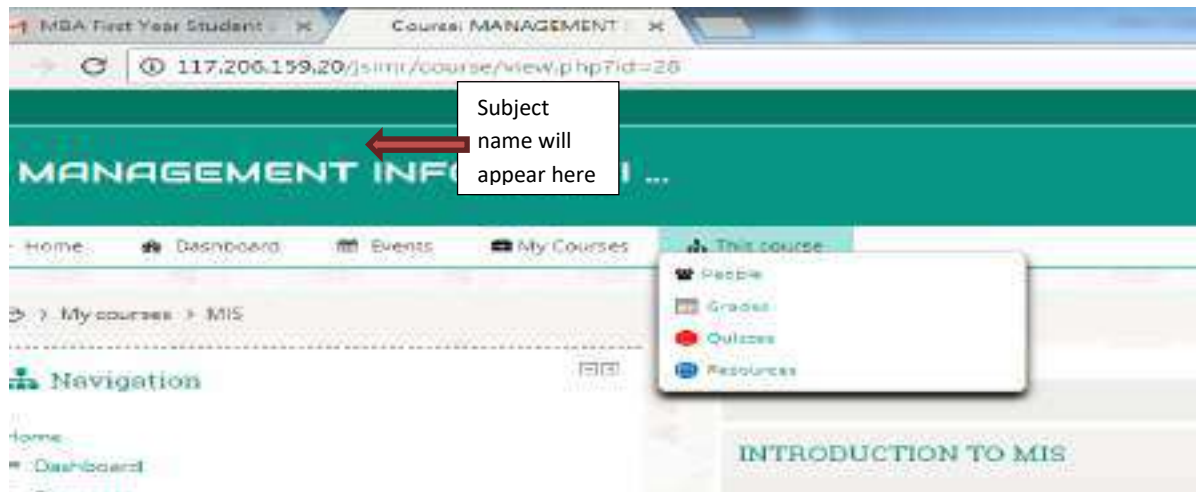 MBA First Year Student
Course: MANAGEMENT
117.206.159.20/jsimr/course/view.php?id=28
Subject
name will
appear here
MANAGEMENT INF ...
Home Dashboard Events My Courses This course
People
Grades
Quizzes
Resources
> My courses > MIS
Navigation
Home
Dashboard
INTRODUCTION TO MIS